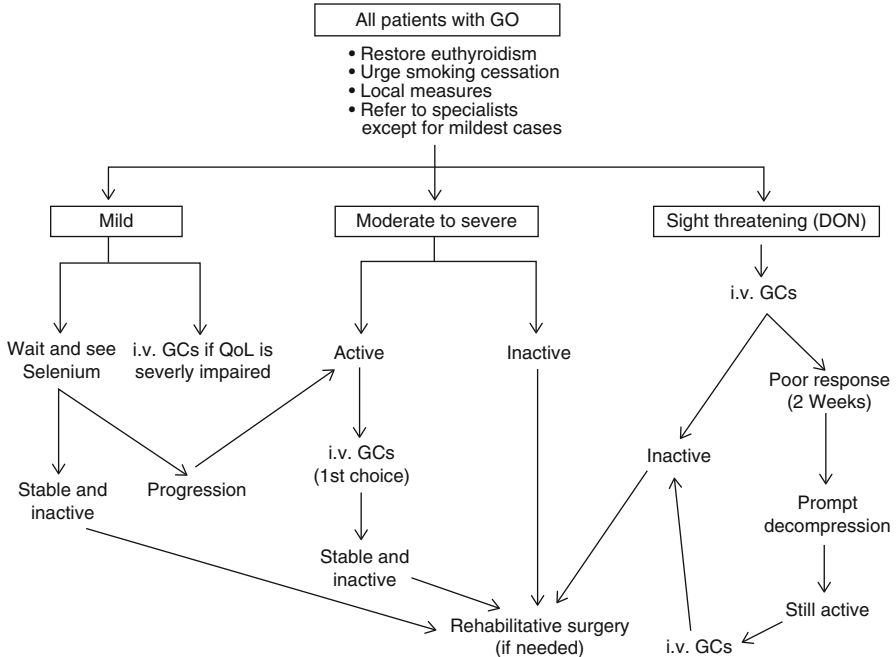 All patients with GO
• Restore euthyroidism
• Urge smoking cessation
• Local measures
• Refer to specialists
except for mildest cases
Mild
Moderate to severe
Sight threatening (DON)
Wait and see
Selenium
i.v. GCs if QoL is
severly impaired
Active
Inactive
i.v. GCs
Poor response
(2 Weeks)
Stable and
inactive
Progression
i.v. GCs
(1st choice)
Inactive
Prompt
decompression
Stable and
inactive
Still active
Rehabilitative surgery
(if needed)
i.v. GCs